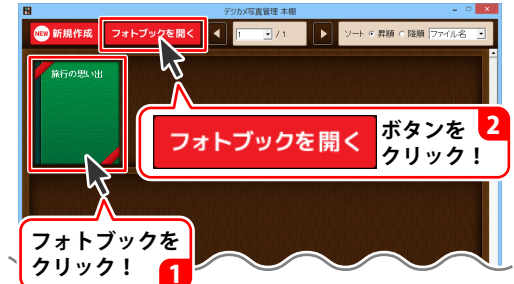 デジカメ写真管理 本棚
NEW 新規作成 フォトブックを開く 1 / 1 ソート 昇順 降順 ファイル名
旅行の思い出
フォトブックを開く ボタンを
クリック！
2
フォトブックを
クリック！
1